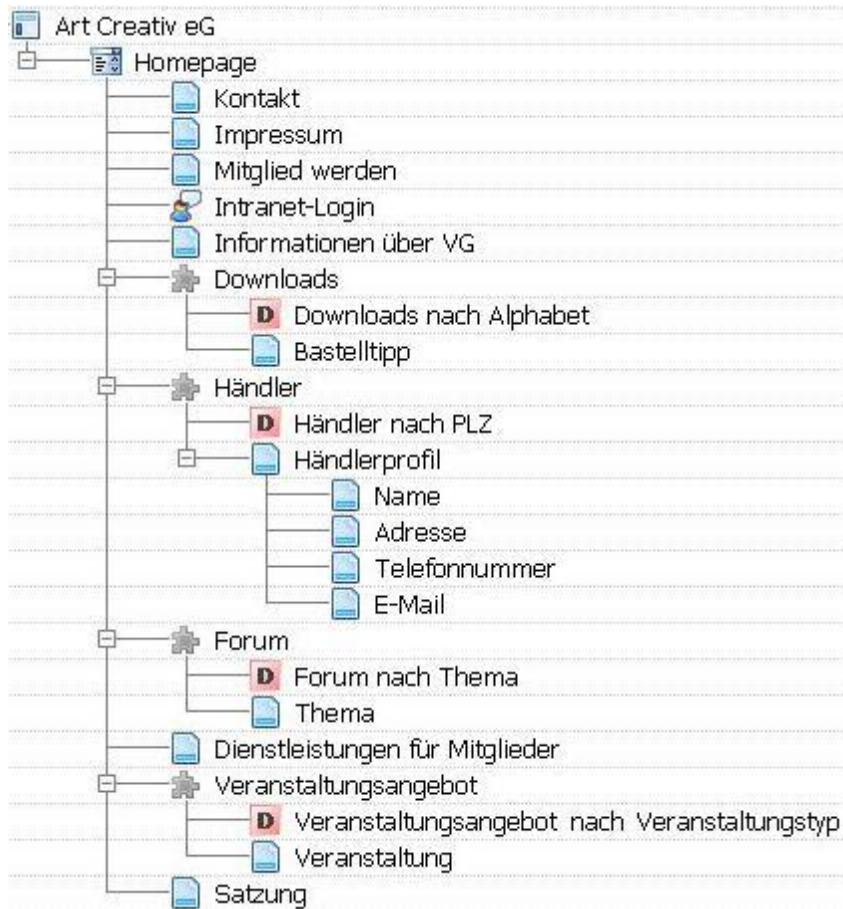 Art Creativ eG
Homepage
Kontakt
Impressum
Mitglied werden
Intranet-Login
Informationen über VG
Downloads
D Downloads nach Alphabet
Bastelltipp
Händler
D Händler nach PLZ
Händlerprofil
Name
Adresse
Telefonnummer
E-Mail
Forum
D Forum nach Thema
Thema
Dienstleistungen für Mitglieder
Veranstaltungsangebot
D Veranstaltungsangebot nach Veranstaltungstyp
Veranstaltung
Satzung